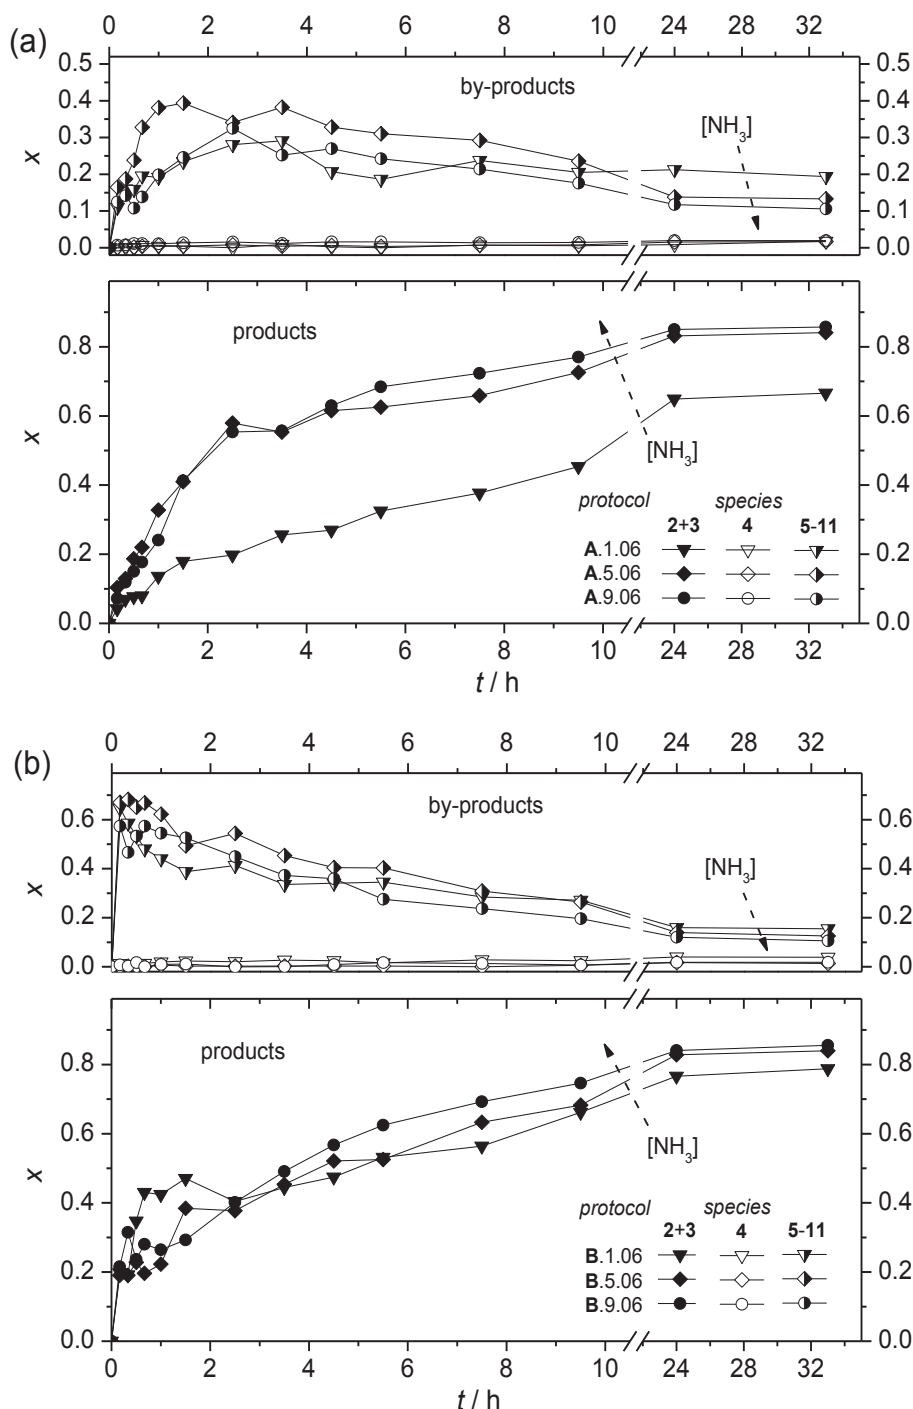 (a)
0 2 4 6 8 10 24 28 32
0.5
0.4
0.3
0.2
0.1
0.0
x
by-products
[NH3]
0.5
0.4
0.3
0.2
0.1
0.0
0.8
0.6
0.4
0.2
0.0
x
products
[NH3]
protocol species
2+3 4 5-11
A.1.06
A.5.06
A.9.06
0.8
0.6
0.4
0.2
0.0
0 2 4 6 8 10 24 28 32
t / h
(b)
0 2 4 6 8 10 24 28 32
0.6
0.4
0.2
0.0
x
by-products
[NH3]
0.6
0.4
0.2
0.0
0.8
0.6
0.4
0.2
0.0
x
products
[NH3]
protocol species
2+3 4 5-11
B.1.06
B.5.06
B.9.06
0.8
0.6
0.4
0.2
0.0
0 2 4 6 8 10 24 28 32
t / h